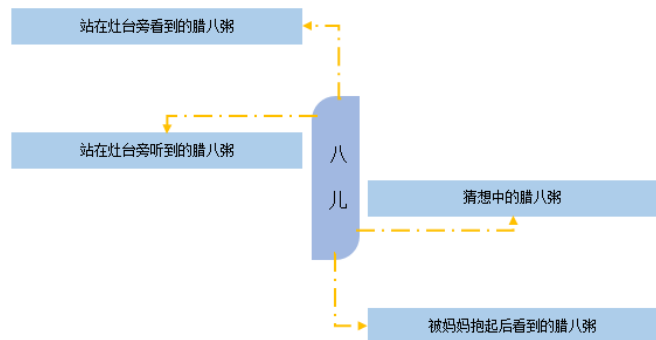 站在灶台旁看到的腊八粥
站在灶台旁听到的腊八粥
八
儿
猜想中的腊八粥
被妈妈抱起后看到的腊八粥